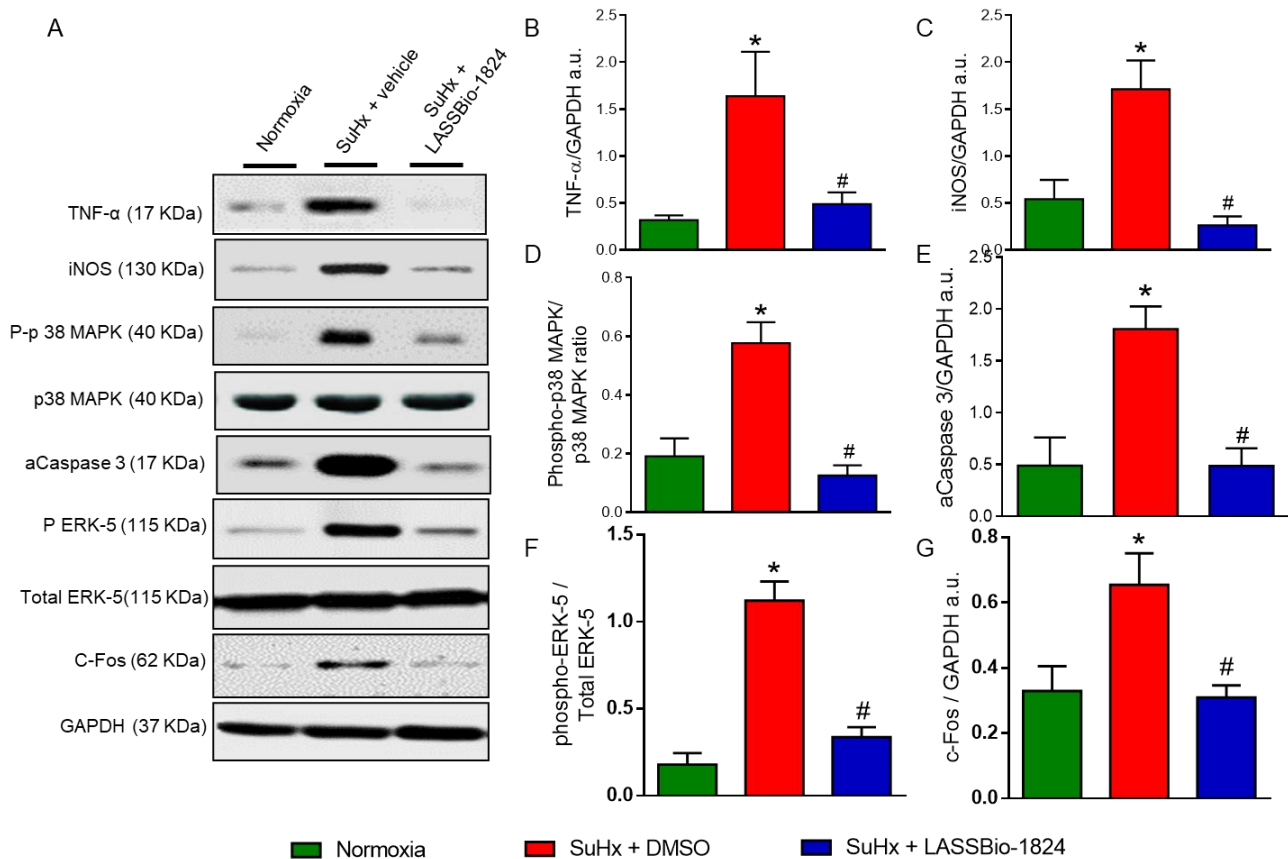 A
Normoxia
SuHx + vehicle
SuHx +
LASSBio-1824
TNF-α (17 KDa)
iNOS (130 KDa)
P-p 38 MAPK (40 KDa)
p38 MAPK (40 KDa)
aCaspase 3 (17 KDa)
P ERK-5 (115 KDa)
Total ERK-5(115 KDa)
C-Fos (62 KDa)
GAPDH (37 KDa)
B
TNF-α/GAPDH a.u.
2.0
1.5
1.0
0.5
0.0
*
#
C
iNOS/GAPDH a.u.
2.0
1.5
1.0
0.5
0.0
*
#
D
Phospho-p38 MAPK/
p38 MAPK ratio
0.8
0.6
0.4
0.2
0.0
*
#
E
aCaspase 3/GAPDH a.u.
2.5
2.0
1.5
1.0
0.5
0.0
*
#
F
phospho-ERK-5 /
Total ERK-5
1.5
1.0
0.5
0.0
*
#
G
c-Fos / GAPDH a.u.
0.8
0.6
0.4
0.2
0.0
*
#
Normoxia
SuHx + DMSO
SuHx + LASSBio-1824